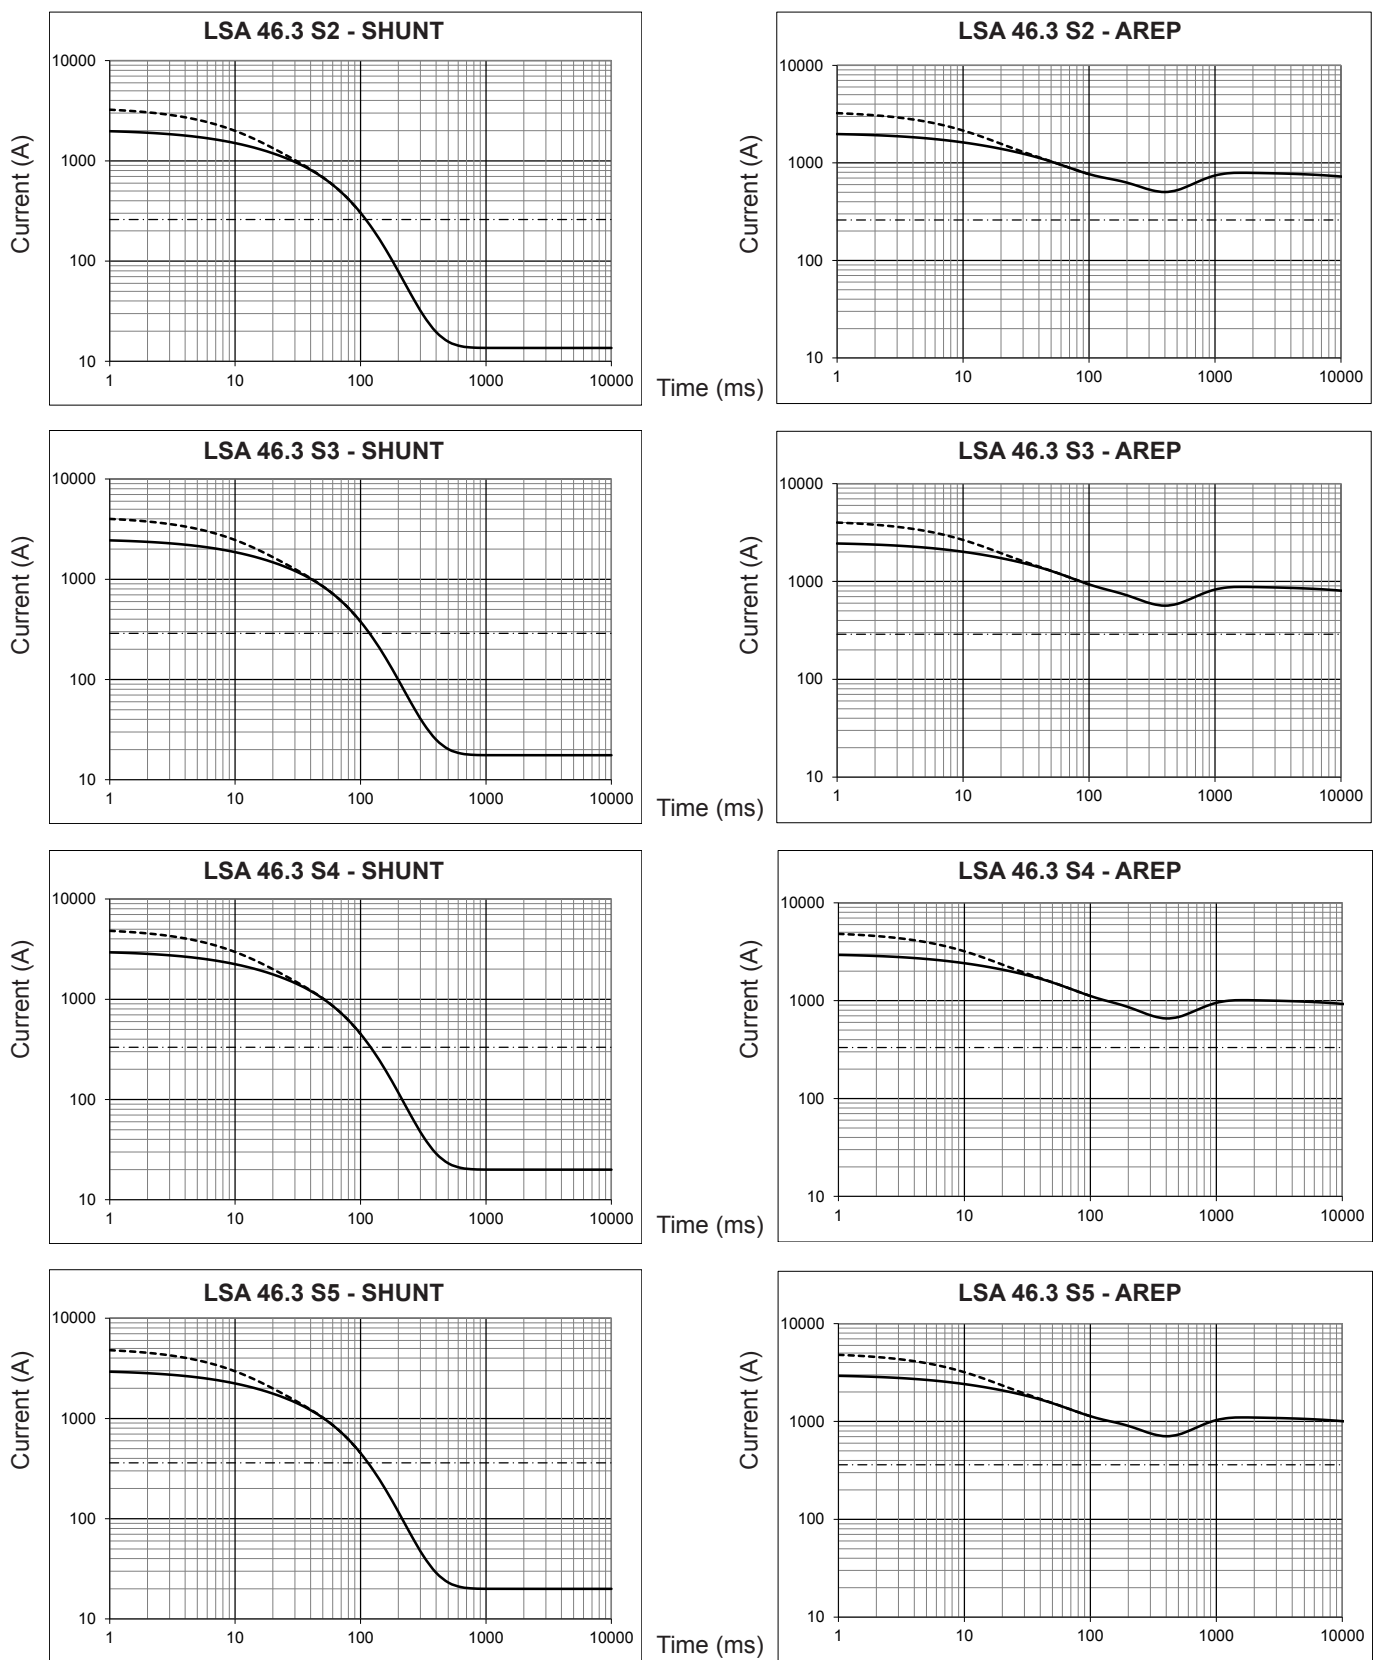 LSA 46.3 S2 - SHUNT
Current (A)
10000
1000
100
10
1 10 100 1000 10000
Time (ms)
LSA 46.3 S2 - AREP
Current (A)
10000
1000
100
10
1 10 100 1000 10000
LSA 46.3 S3 - SHUNT
Current (A)
10000
1000
100
10
1 10 100 1000 10000
Time (ms)
LSA 46.3 S3 - AREP
Current (A)
10000
1000
100
10
1 10 100 1000 10000
LSA 46.3 S4 - SHUNT
Current (A)
10000
1000
100
10
1 10 100 1000 10000
Time (ms)
LSA 46.3 S4 - AREP
Current (A)
10000
1000
100
10
1 10 100 1000 10000
LSA 46.3 S5 - SHUNT
Current (A)
10000
1000
100
10
1 10 100 1000 10000
Time (ms)
LSA 46.3 S5 - AREP
Current (A)
10000
1000
100
10
1 10 100 1000 10000